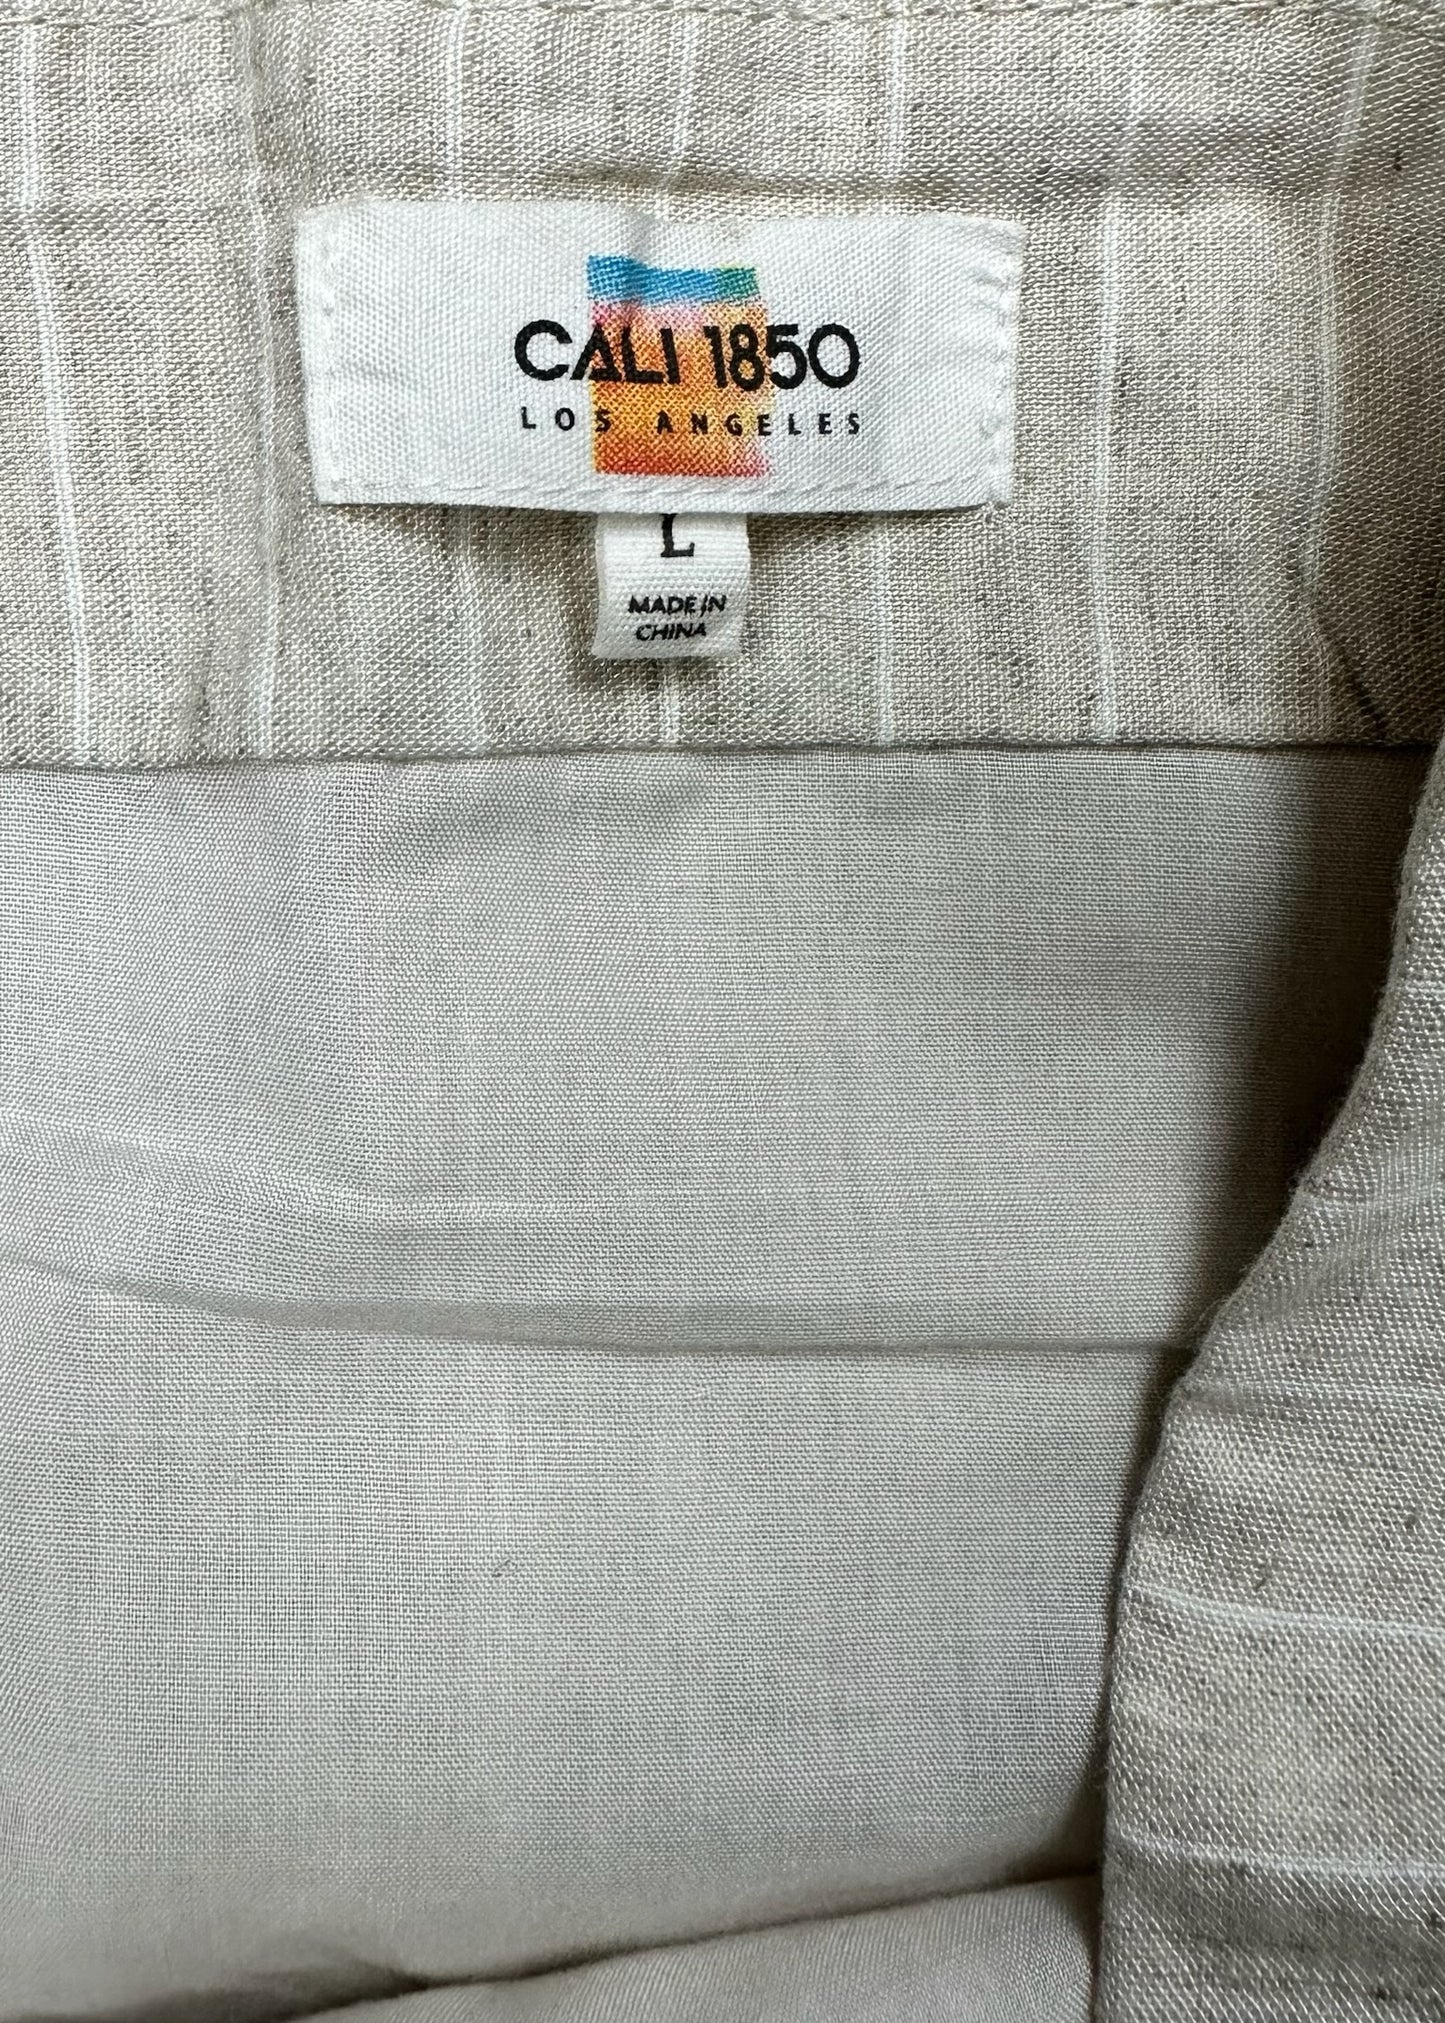 CALI 1850
LOS ANGELES
L
MADE IN
CHINA